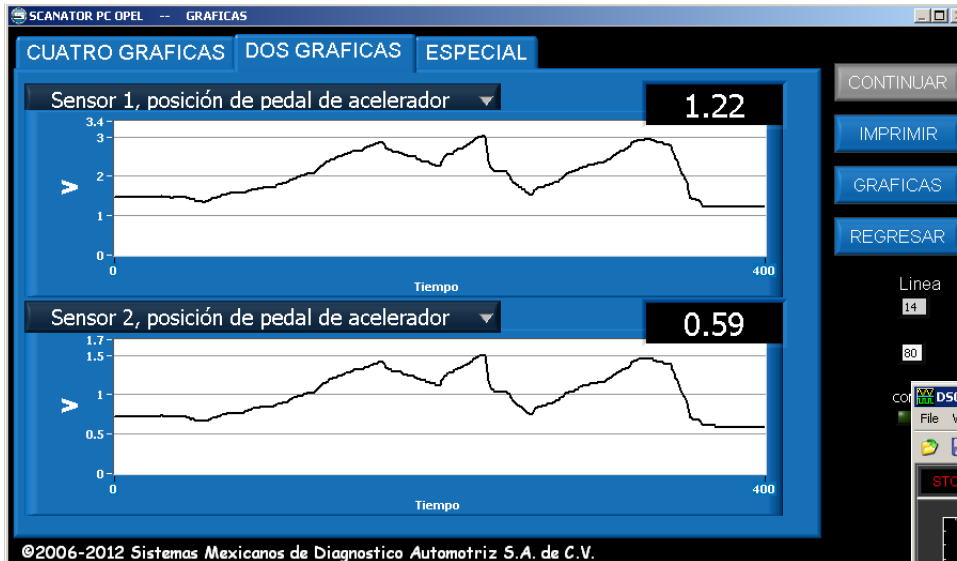 SCANATOR PC OPEL -- GRAFICAS
CUATRO GRAFICAS DOS GRAFICAS ESPECIAL
Sensor 1, posición de pedal de acelerador
1.22
3.4
3
2
1
0
V
0
400
Tiempo
Sensor 2, posición de pedal de acelerador
0.59
1.7
1.5
1
0.5
0
V
0
400
Tiempo
©2006-2012 Sistemas Mexicanos de Diagnostico Automotriz S.A. de C.V.
CONTINUAR
IMPRIMIR
GRAFICAS
REGRESAR
Linea
14
80
File